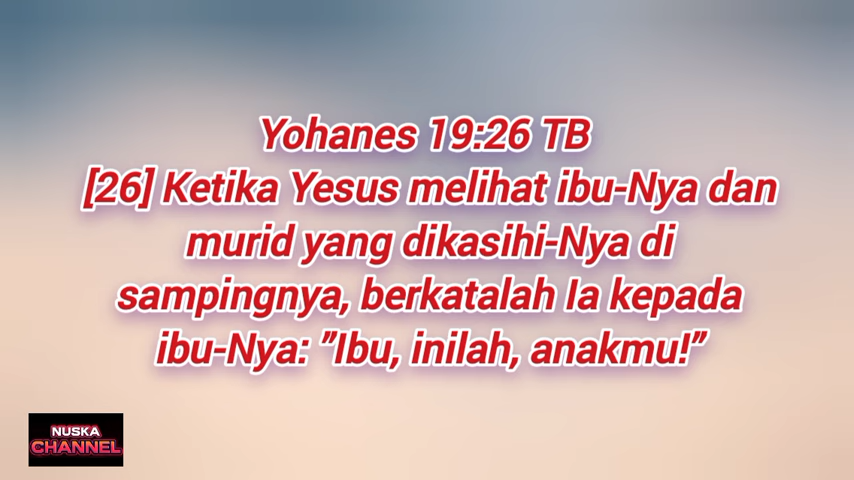 Yohanes 19:26 TB
[26] Ketika Yesus melihat ibu-Nya dan
murid yang dikasihi-Nya di
sampingnya, berkatalah Ia kepada
ibu-Nya: ”Ibu, inilah, anakmu!”
NUSKA
CHANNEL